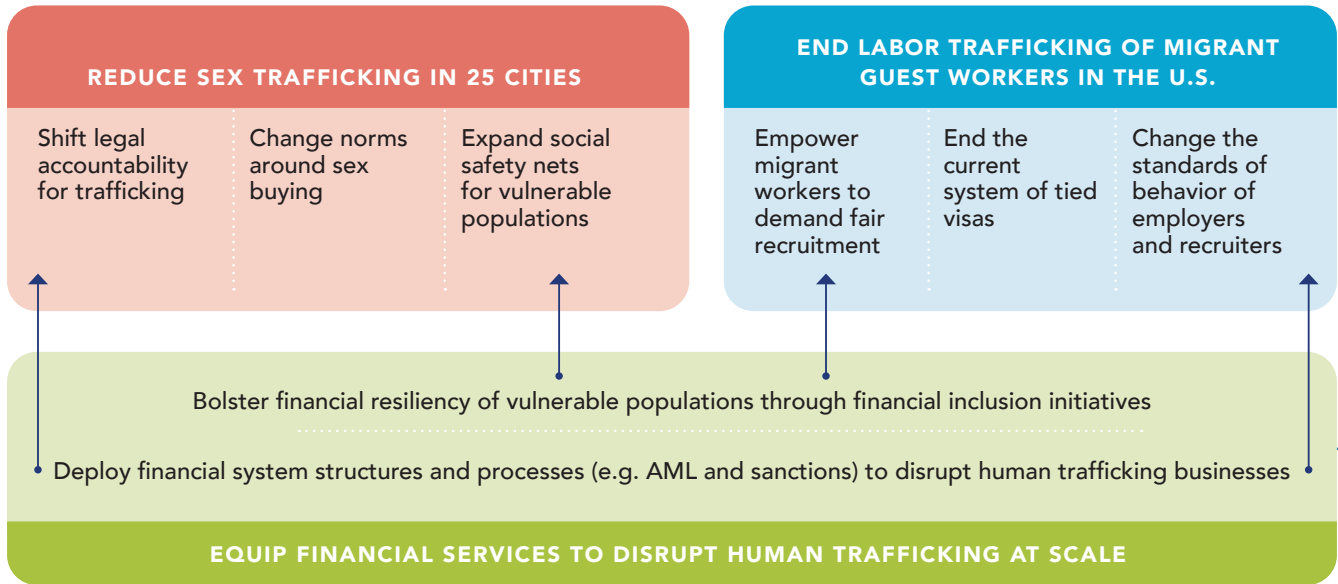 REDUCE SEX TRAFFICKING IN 25 CITIES
Shift legal
accountability
for trafficking
Change norms
around sex
buying
Expand social
safety nets
for vulnerable
populations
END LABOR TRAFFICKING OF MIGRANT
GUEST WORKERS IN THE U.S.
Empower
migrant
workers to
demand fair
recruitment
End the
current
system of tied
visas
Change the
standards of
behavior of
employers
and recruiters
Bolster financial resiliency of vulnerable populations through financial inclusion initiatives
Deploy financial system structures and processes (e.g. AML and sanctions) to disrupt human trafficking businesses
EQUIP FINANCIAL SERVICES TO DISRUPT HUMAN TRAFFICKING AT SCALE